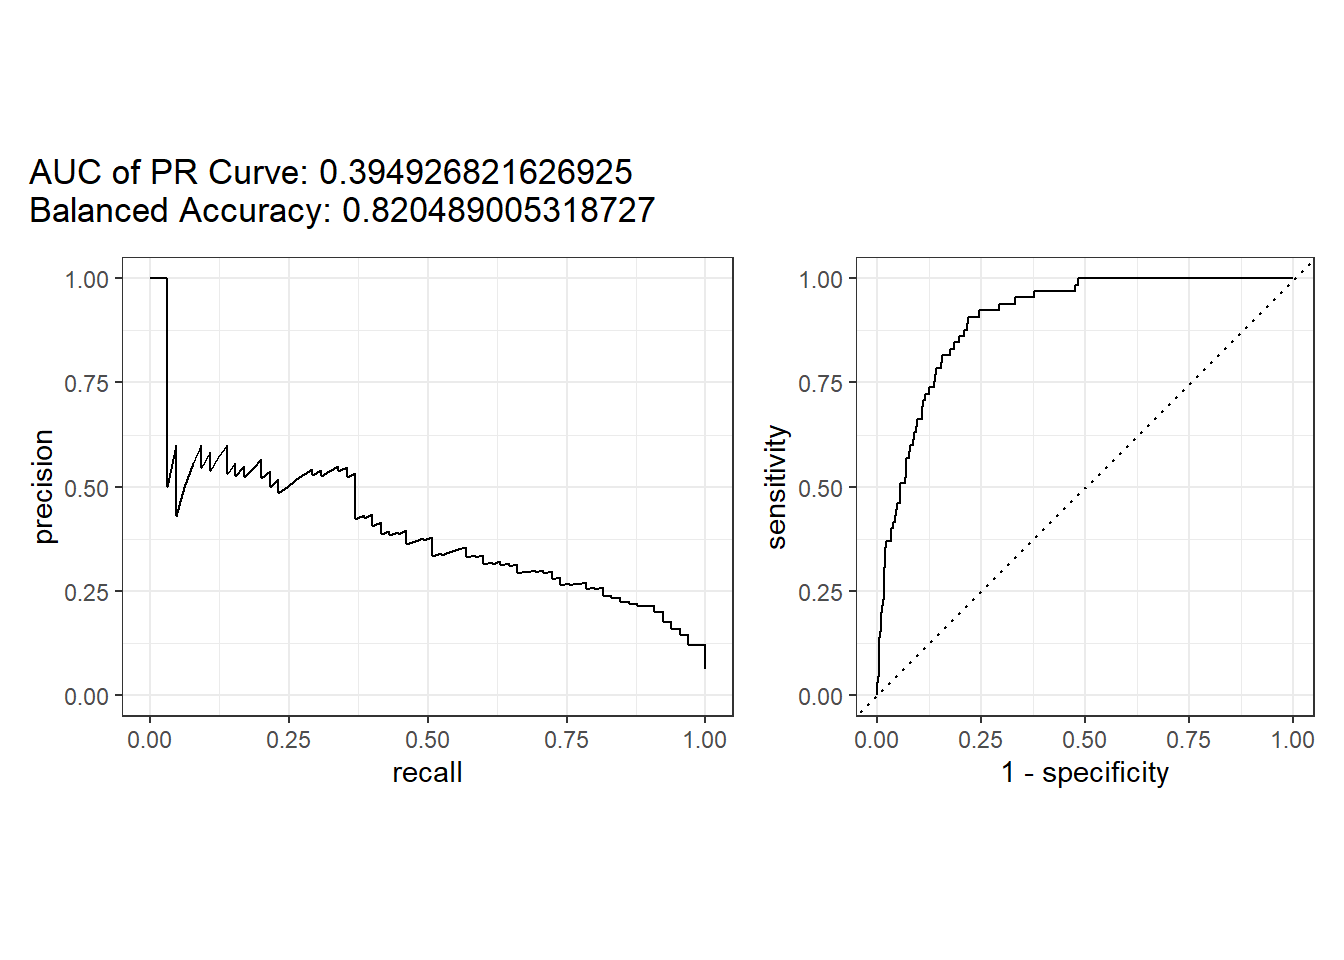 AUC of PR Curve: 0.394926821626925
Balanced Accuracy: 0.820489005318727
1.00
0.75
0.50
0.25
0.00
precision
0.00 0.25 0.50 0.75 1.00
recall
1.00
0.75
0.50
0.25
0.00
sensitivity
0.00 0.25 0.50 0.75 1.00
1 - specificity